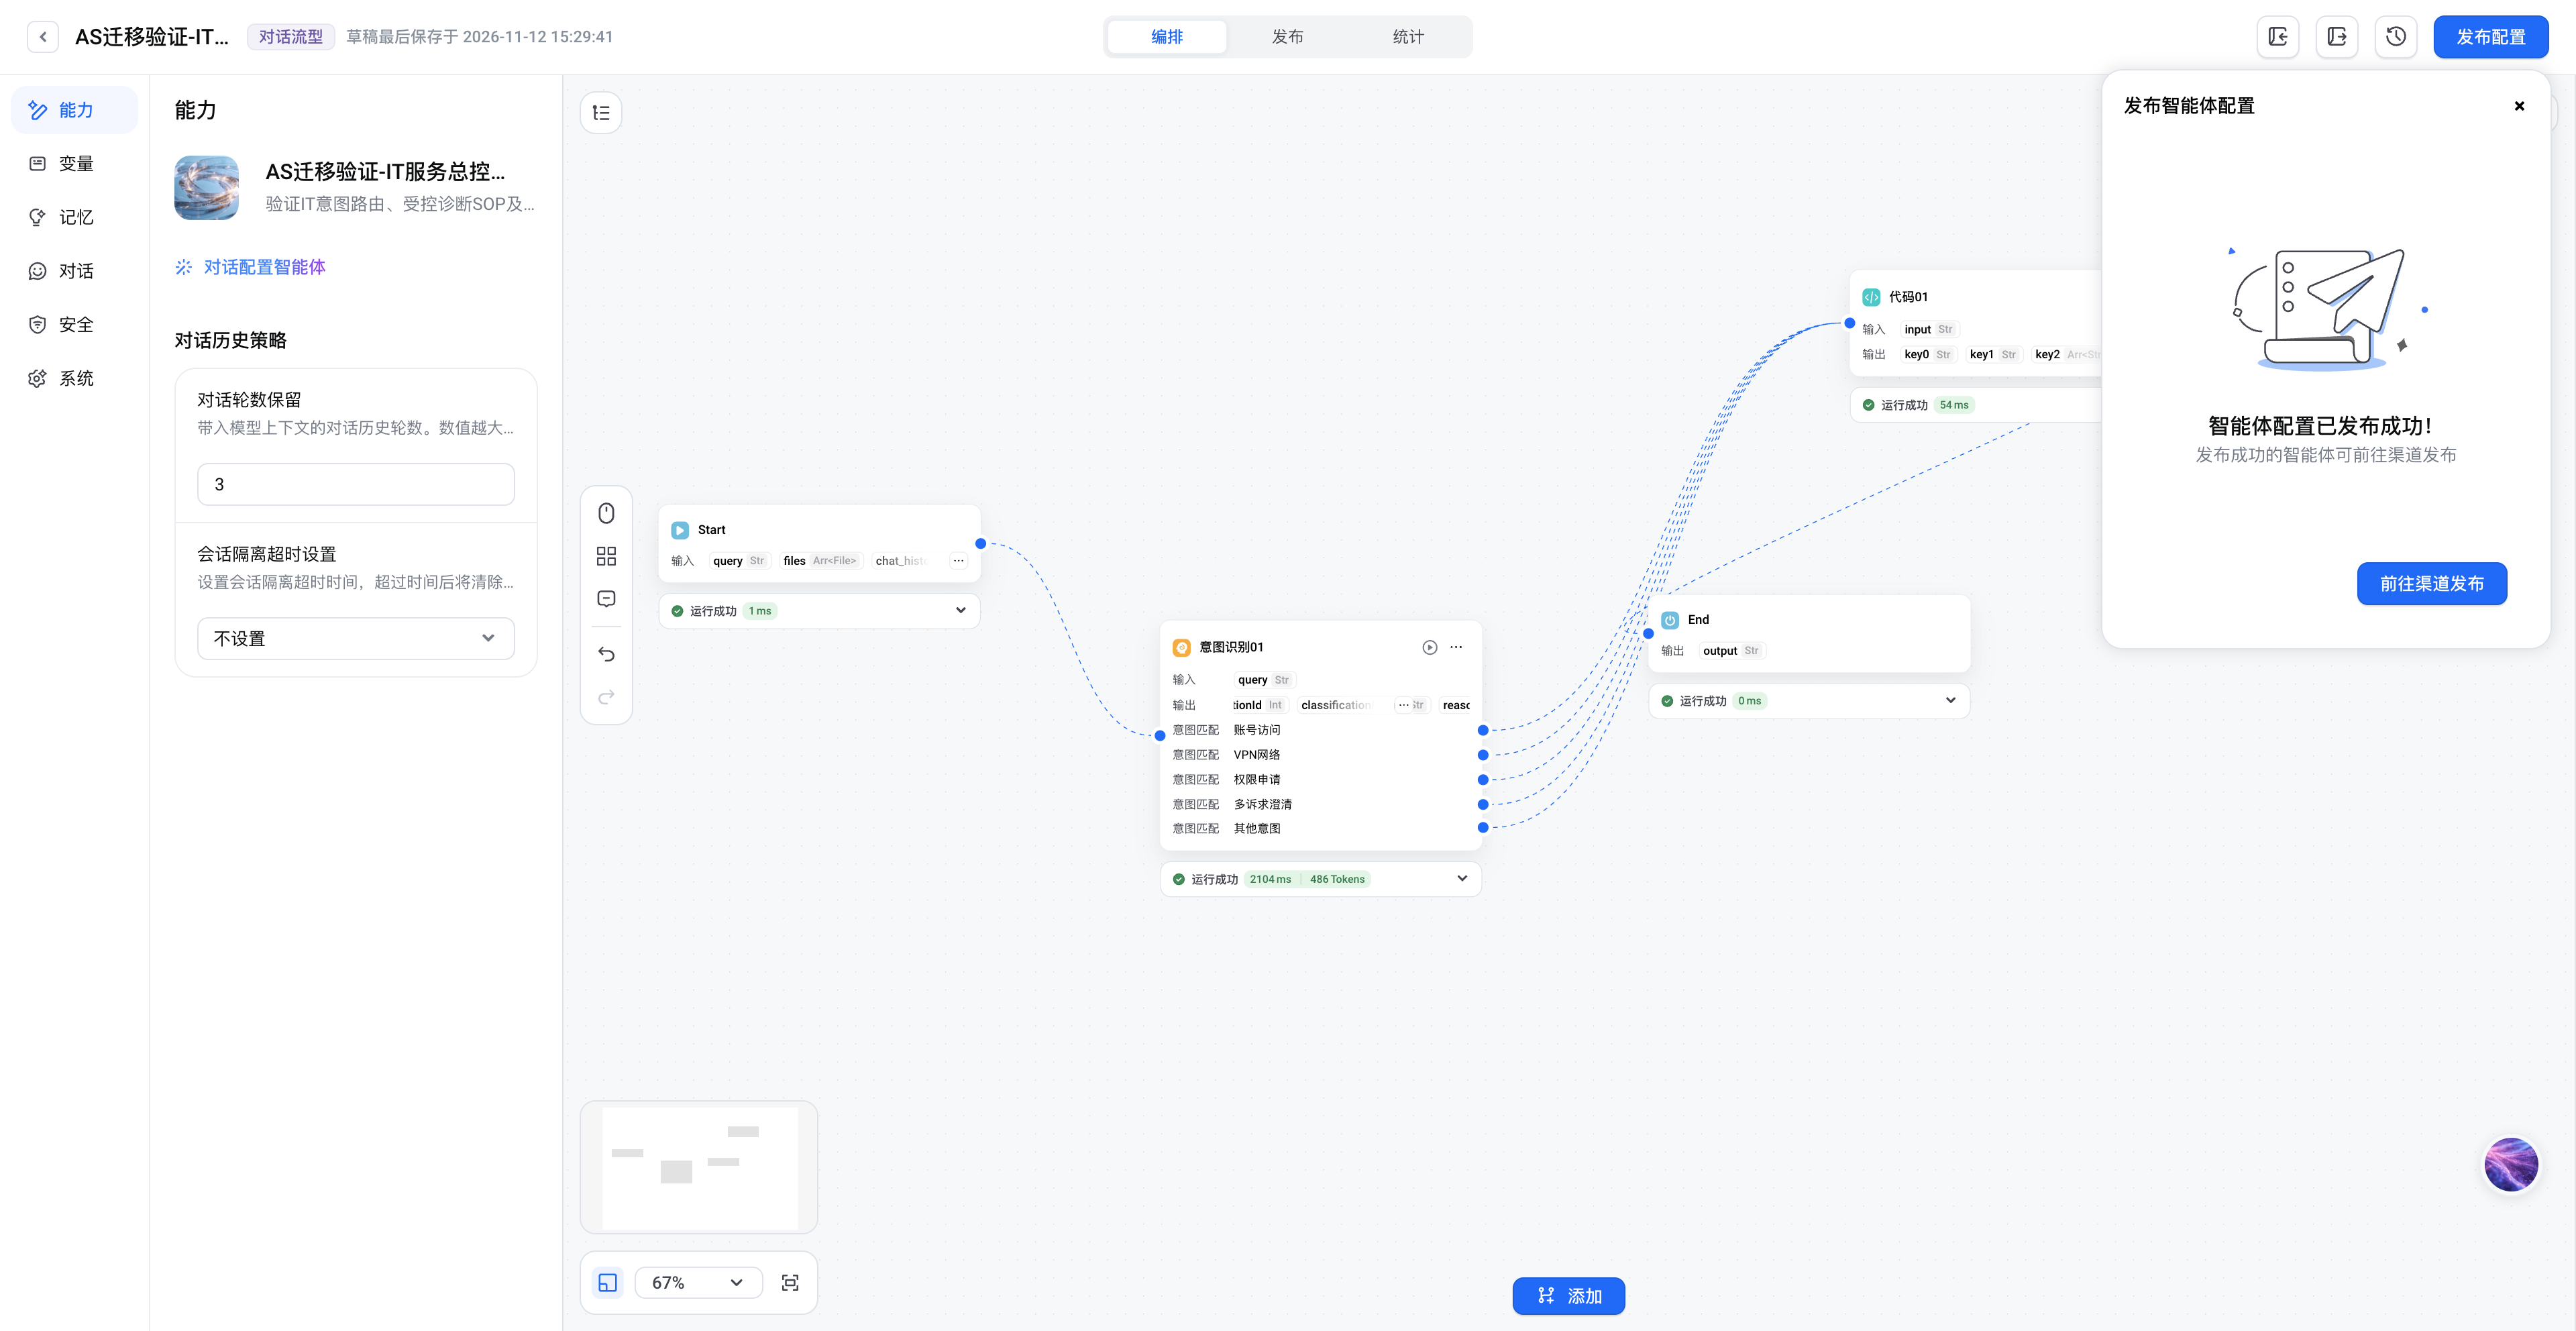 AS迁移验证-IT...
对话流型
草稿最后保存于 2026-11-12 15:29:41
编排
发布
统计
发布配置
能力
变量
记忆
对话
安全
系统
能力
AS迁移验证-IT服务总控...
验证IT意图路由、受控诊断SOP及...
对话配置智能体
对话历史策略
对话轮数保留
带入模型上下文的对话历史轮数。数值越大...
3
会话隔离超时设置
设置会话隔离超时时间，超过时间后将清除...
不设置
Start
输入 query Str files Arr<File> chat_histo ...
运行成功 1 ms
意图识别01
输入 query Str
输出 tionId Int classification ... Str reasc
意图匹配 账号访问
意图匹配 VPN网络
意图匹配 权限申请
意图匹配 多诉求澄清
意图匹配 其他意图
运行成功 2104 ms 486 Tokens
代码01
输入 input Str
输出 key0 Str key1 Str key2 Arr<Str
运行成功 54 ms
End
输出 output Str
运行成功 0 ms
发布智能体配置
智能体配置已发布成功！
发布成功的智能体可前往渠道发布
前往渠道发布
67%
添加